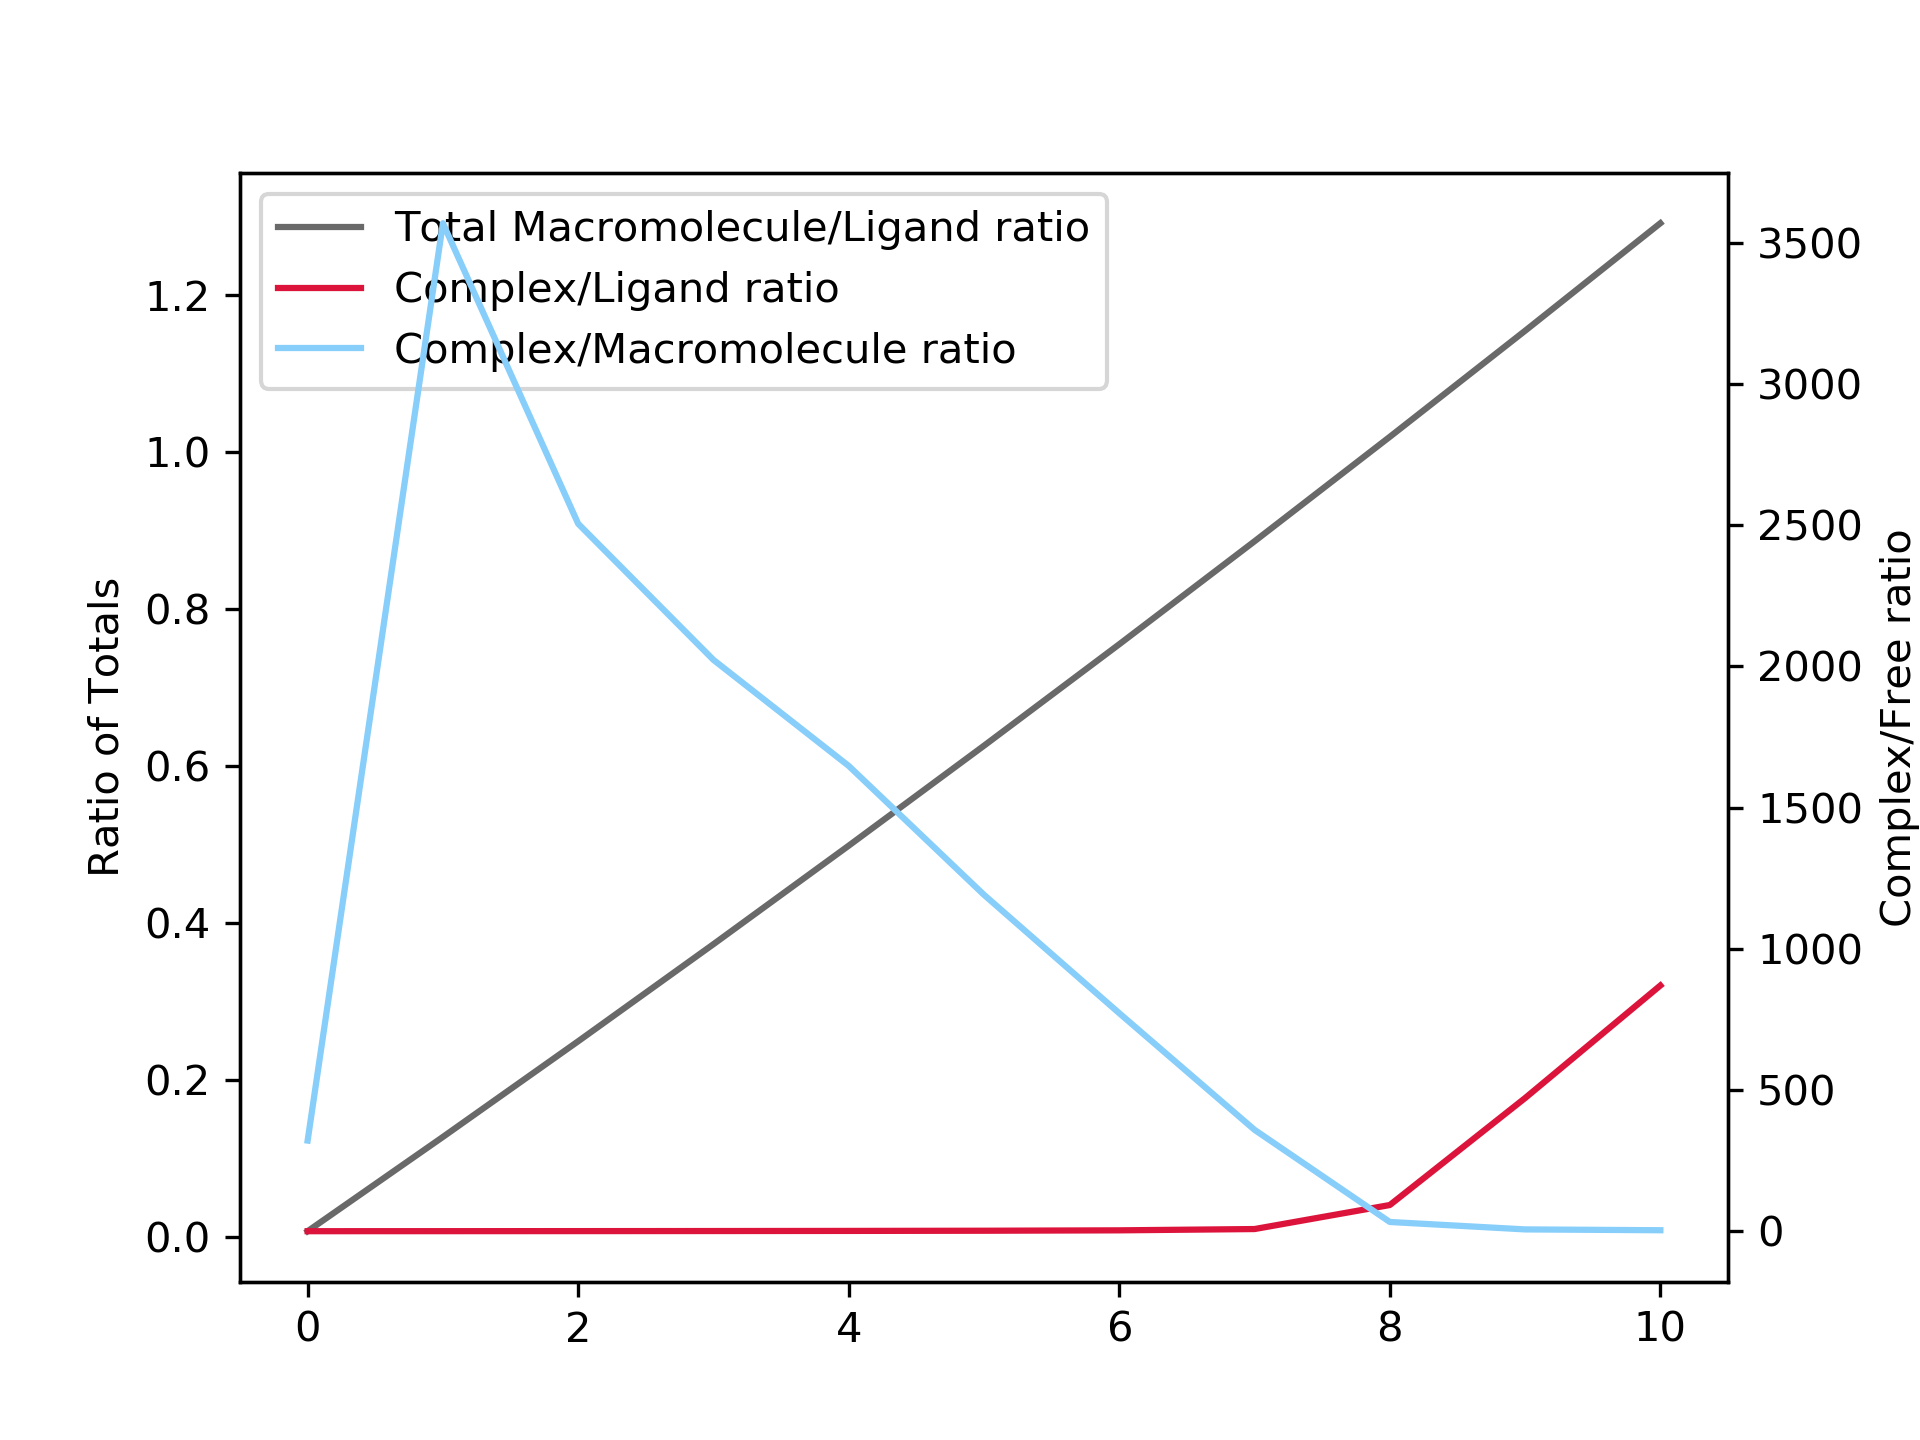 Total Macromolecule/Ligand ratio
Complex/Ligand ratio
Complex/Macromolecule ratio
Ratio of Totals
1.2
1.0
0.8
0.6
0.4
0.2
0.0
3500
3000
2500
2000
1500
1000
500
0
Complex/Free ratio
0 2 4 6 8 10